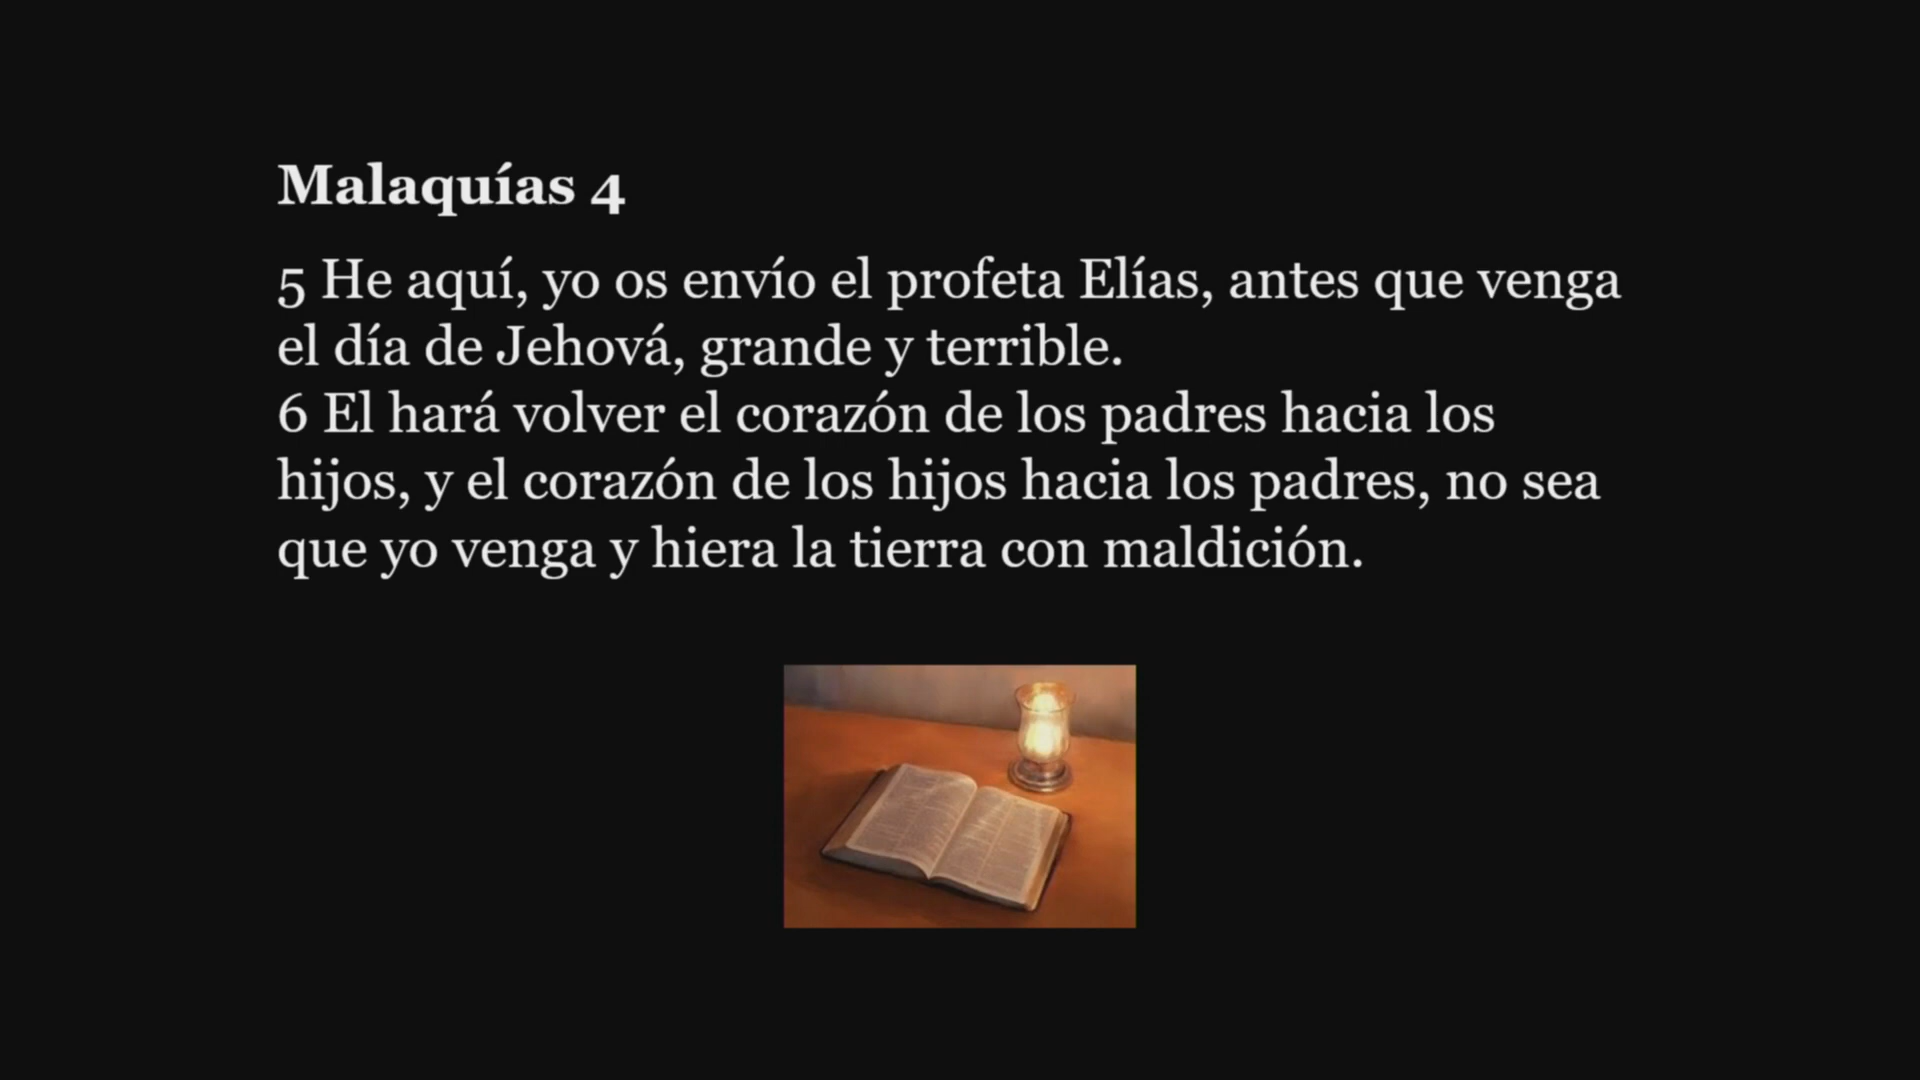 Malaquías 4
5 He aquí, yo os envío el profeta Elías, antes que venga
el día de Jehová, grande y terrible.
6 El hará volver el corazón de los padres hacia los
hijos, y el corazón de los hijos hacia los padres, no sea
que yo venga y hiera la tierra con maldición.